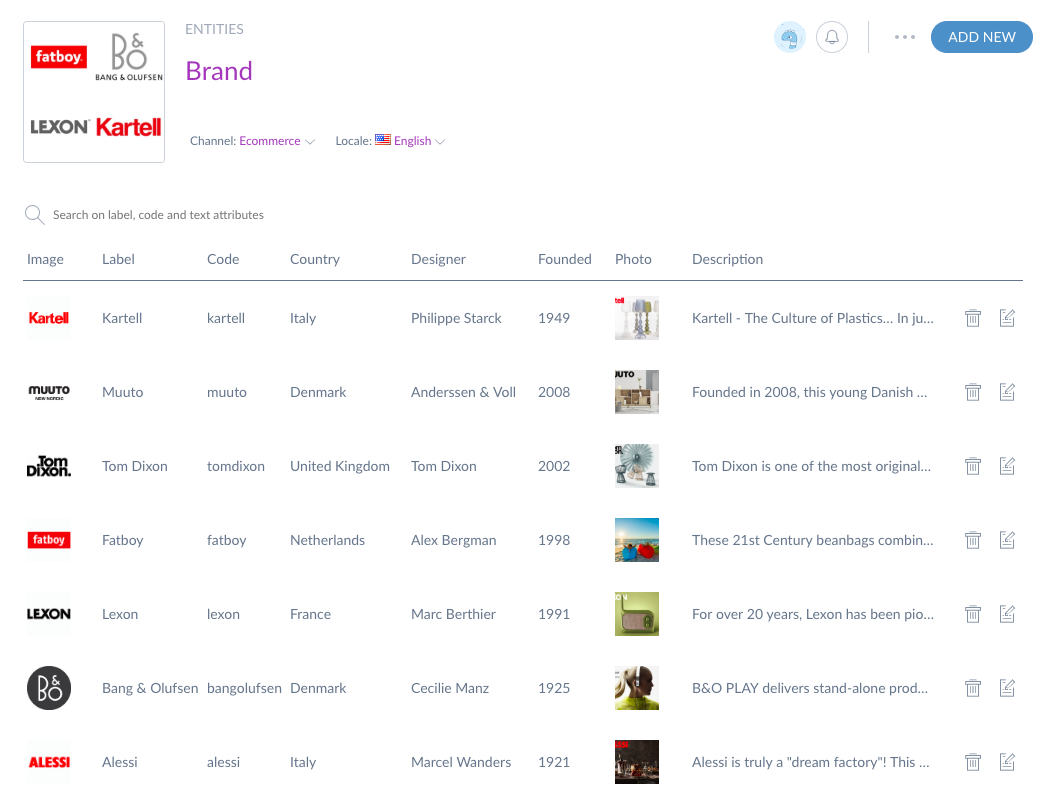 ENTITIES
Brand
fatboy
B&O
BANG & OLUFSEN
LEXON Kartell
Channel: Ecommerce
Locale: English
ADD NEW
Search on label, code and text attributes
Image Label Code Country Designer Founded Photo Description
Kartell Kartell kartell Italy Philippe Starck 1949 Kartell - The Culture of Plastics… In ju…
muuto NEW NORDIC Muuto muuto Denmark Anderssen & Voll 2008 Founded in 2008, this young Danish …
Tom Dixon. Tom Dixon tomdixon United Kingdom Tom Dixon 2002 Tom Dixon is one of the most original…
fatboy Fatboy fatboy Netherlands Alex Bergman 1998 These 21st Century beanbags combin…
LEXON Lexon lexon France Marc Berthier 1991 For over 20 years, Lexon has been pio…
B&O Bang & Olufsen bangolufsen Denmark Cecilie Manz 1925 B&O PLAY delivers stand-alone prod…
ALESSI Alessi alessi Italy Marcel Wanders 1921 Alessi is truly a "dream factory"! This …